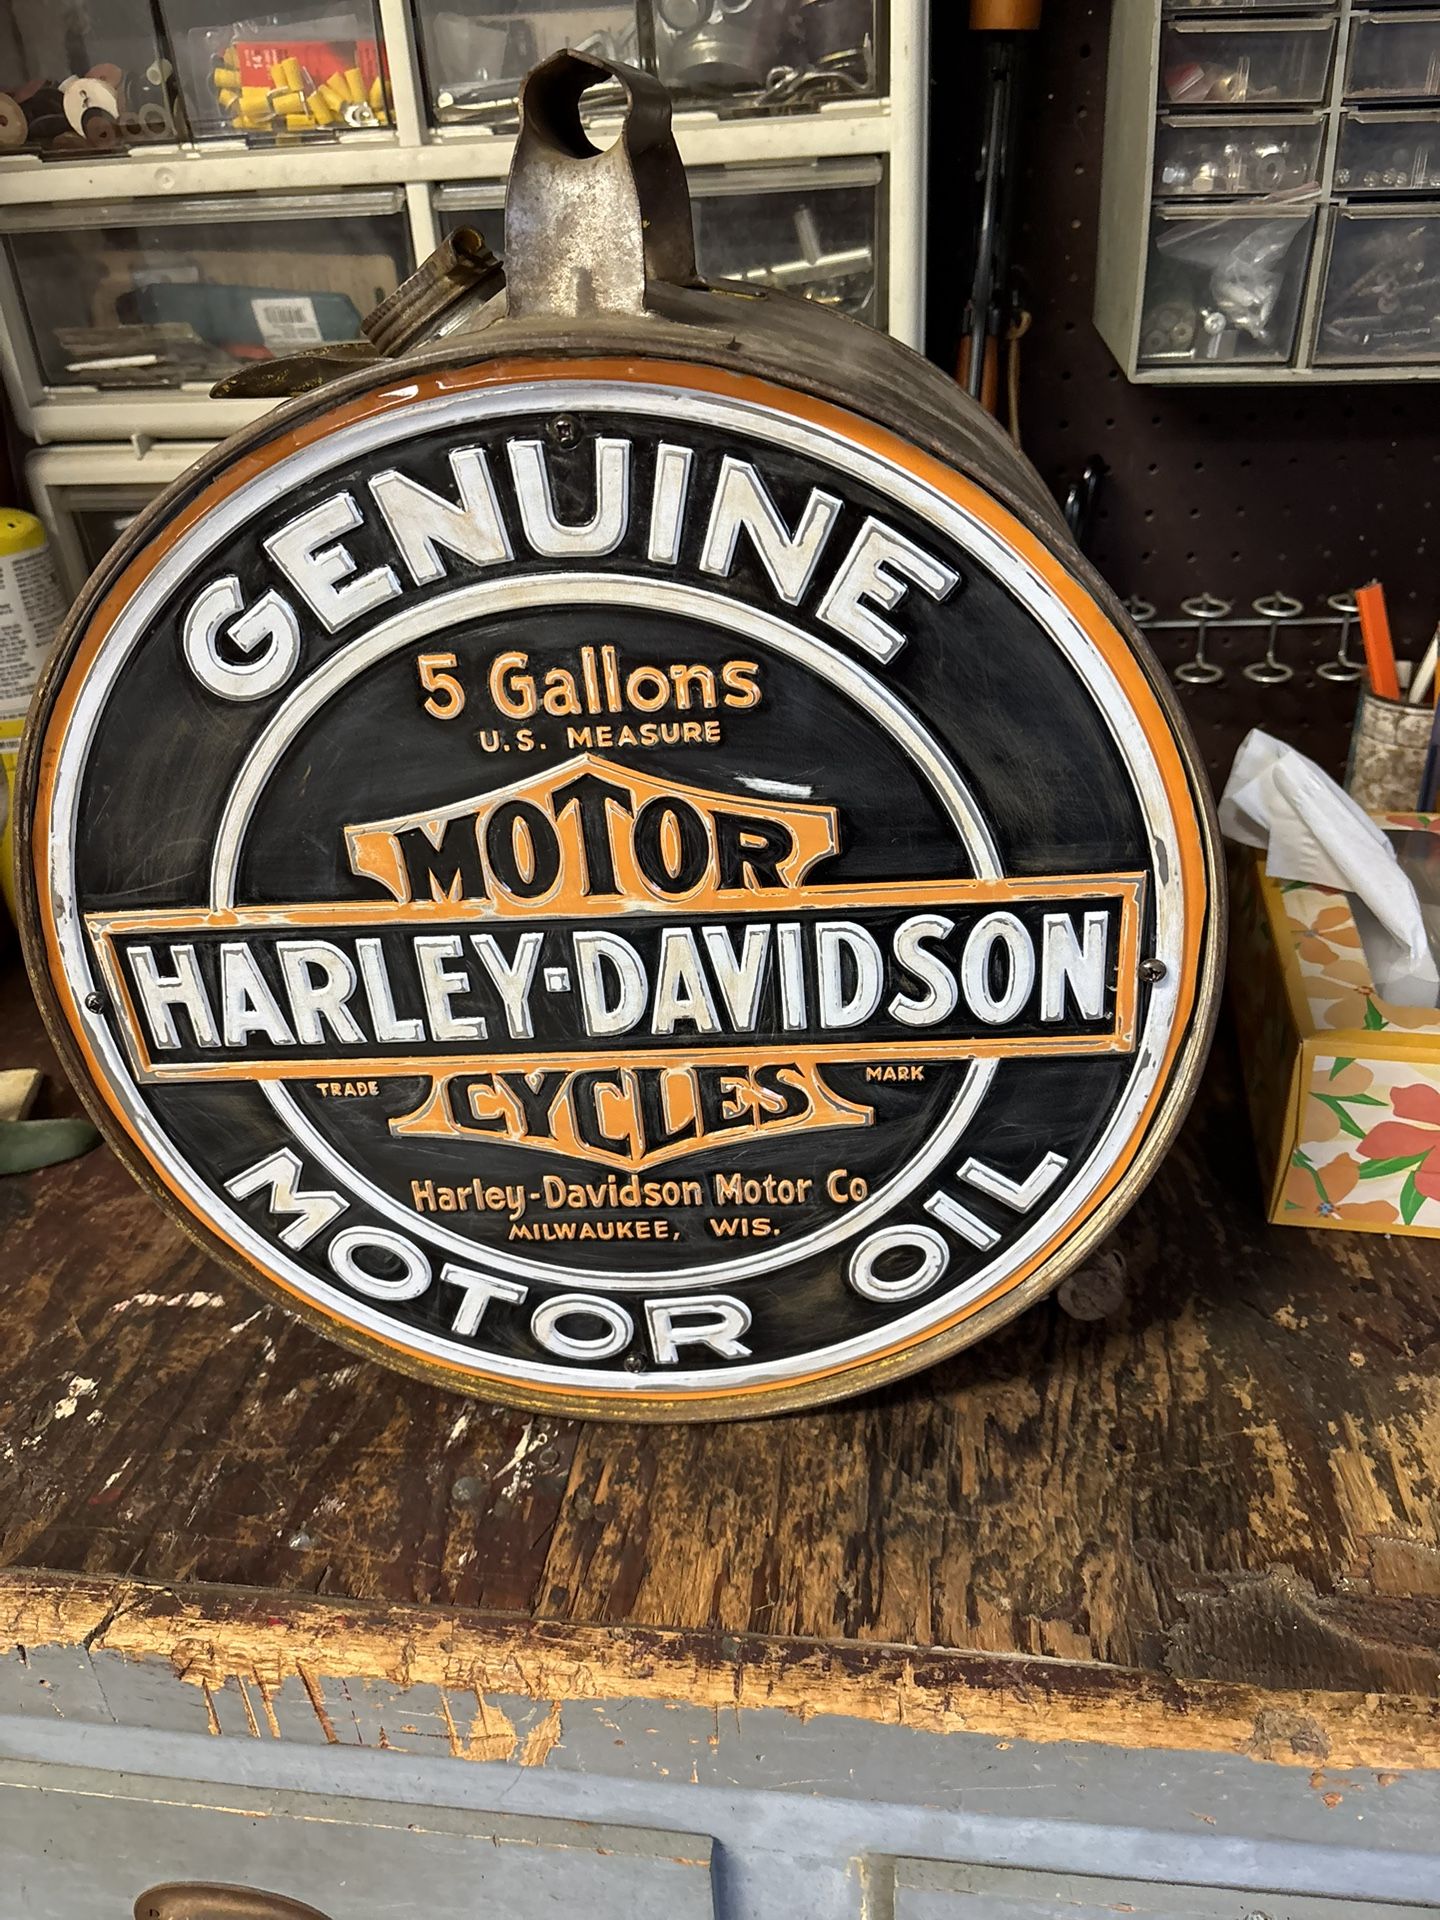 GENUINE
5 Gallons
U.S. MEASURE
MOTOR
HARLEY-DAVIDSON
TRADE MARK
CYCLES
Harley-Davidson Motor Co
MILWAUKEE, WIS.
MOTOR OIL